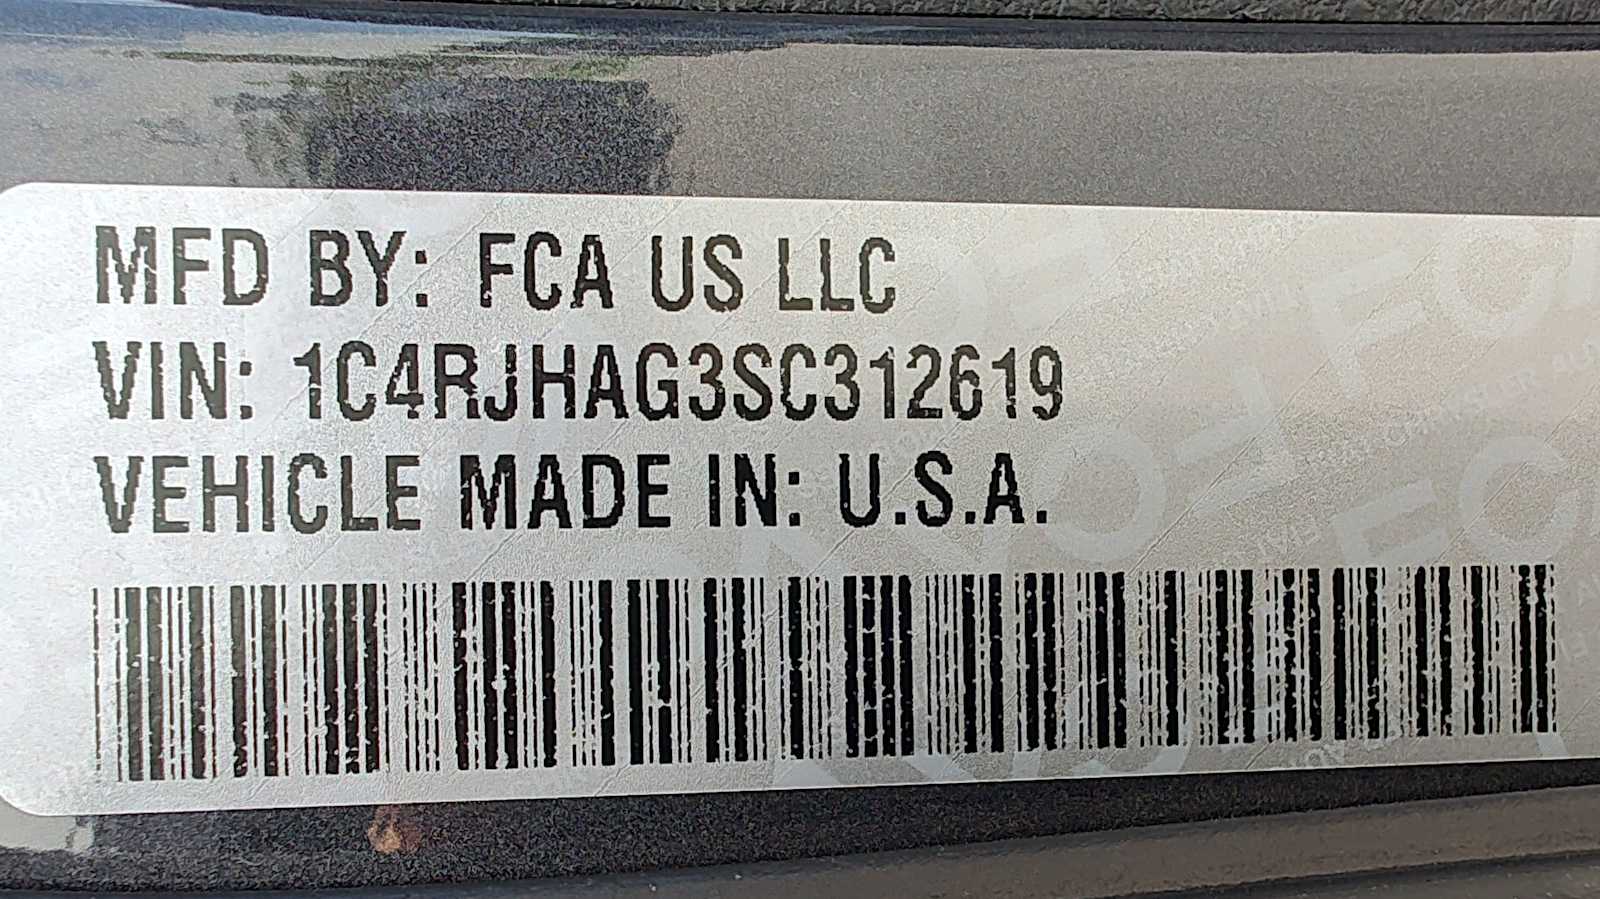 MFD BY: FCA US LLC
VIN: 1C4RJHAG3SC312619
VEHICLE MADE IN: U.S.A.